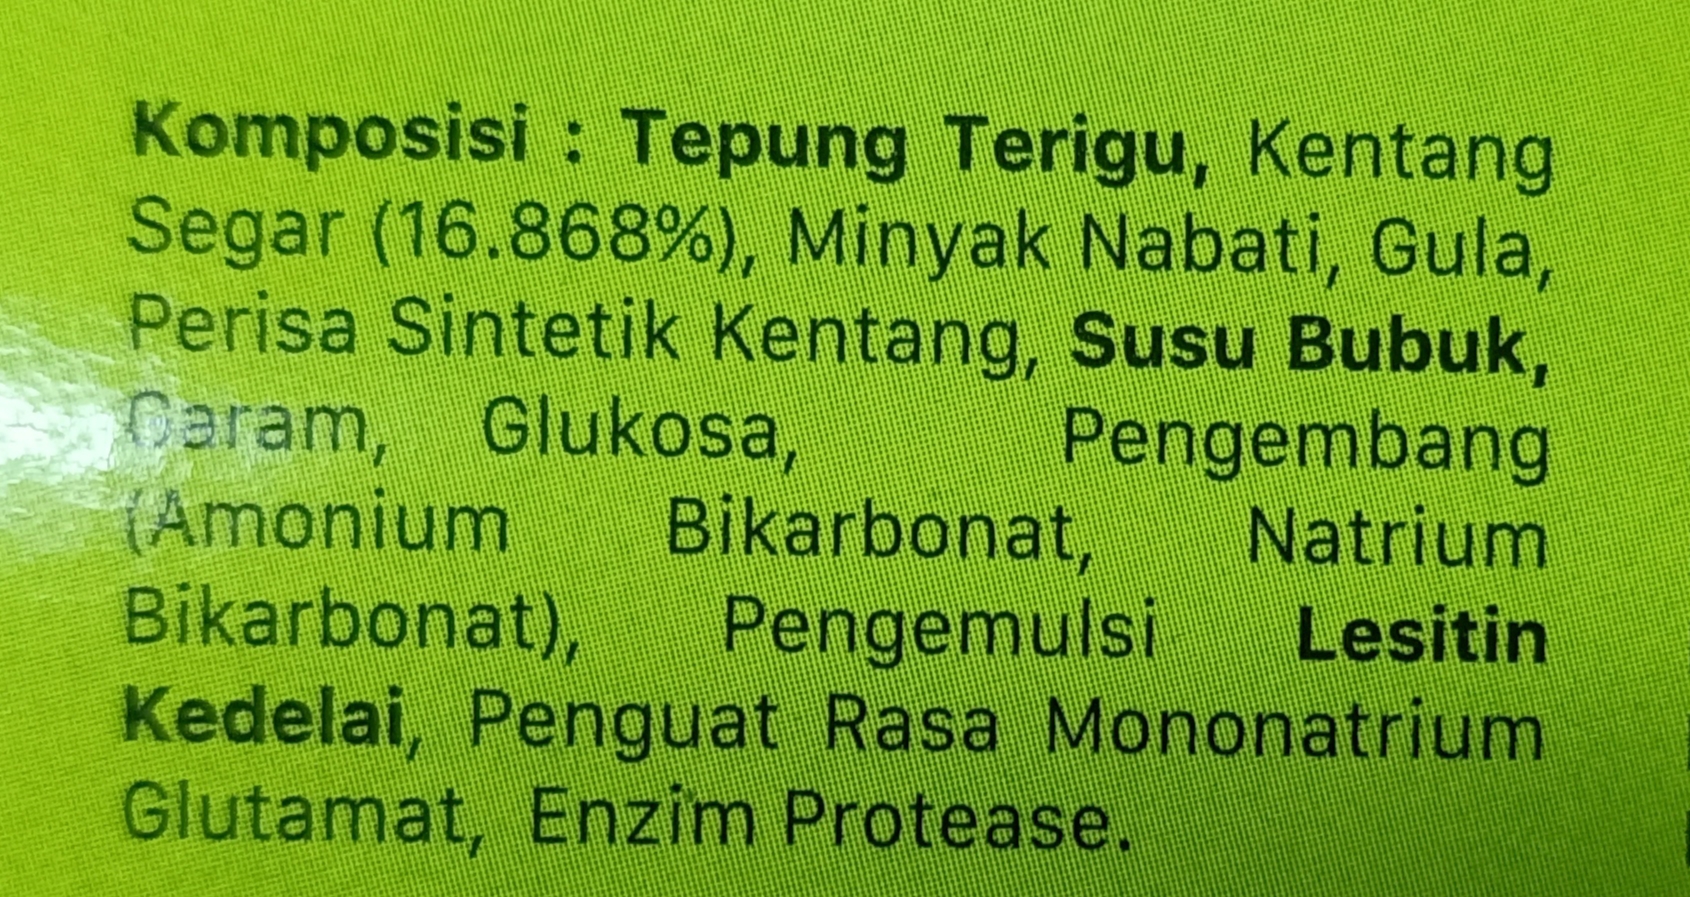 Komposisi : Tepung Terigu, Kentang
Segar (16.868%), Minyak Nabati, Gula,
Perisa Sintetik Kentang, Susu Bubuk,
Garam, Glukosa, Pengembang
(Amonium Bikarbonat, Natrium
Bikarbonat), Pengemulsi Lesitin
Kedelai, Penguat Rasa Mononatrium
Glutamat, Enzim Protease.